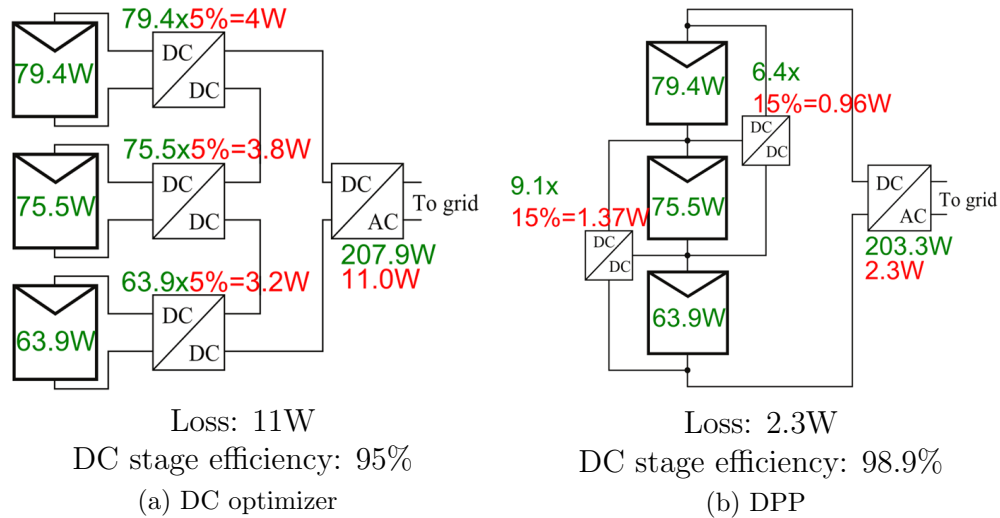 79.4x5%=4W
DC
DC
79.4W
75.5x5%=3.8W
DC
DC
75.5W
DC
AC
To grid
207.9W
11.0W
63.9x5%=3.2W
DC
DC
63.9W
Loss: 11W
DC stage efficiency: 95%
(a) DC optimizer
79.4W
6.4x
15%=0.96W
DC
DC
9.1x
15%=1.37W
75.5W
DC
DC
DC
AC
To grid
203.3W
2.3W
63.9W
Loss: 2.3W
DC stage efficiency: 98.9%
(b) DPP